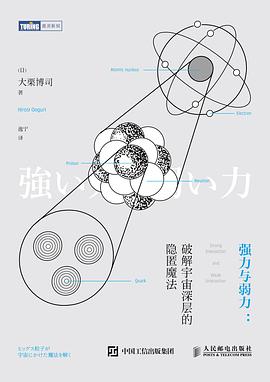 TURING
图灵新知
[日]
大栗博司
著
Hirosi Ooguri
逸宁
译
Atomic nucleus
Electron
Proton
Neutron
強い力と弱い力
强力与弱力：
Strong
Interaction
and
Weak
Interaction
破解宇宙深层的
隐匿魔法
Quark
ヒッグス粒子が
宇宙にかけた魔法を解く
中国工信出版集团
人民邮电出版社
POSTS & TELECOM PRESS